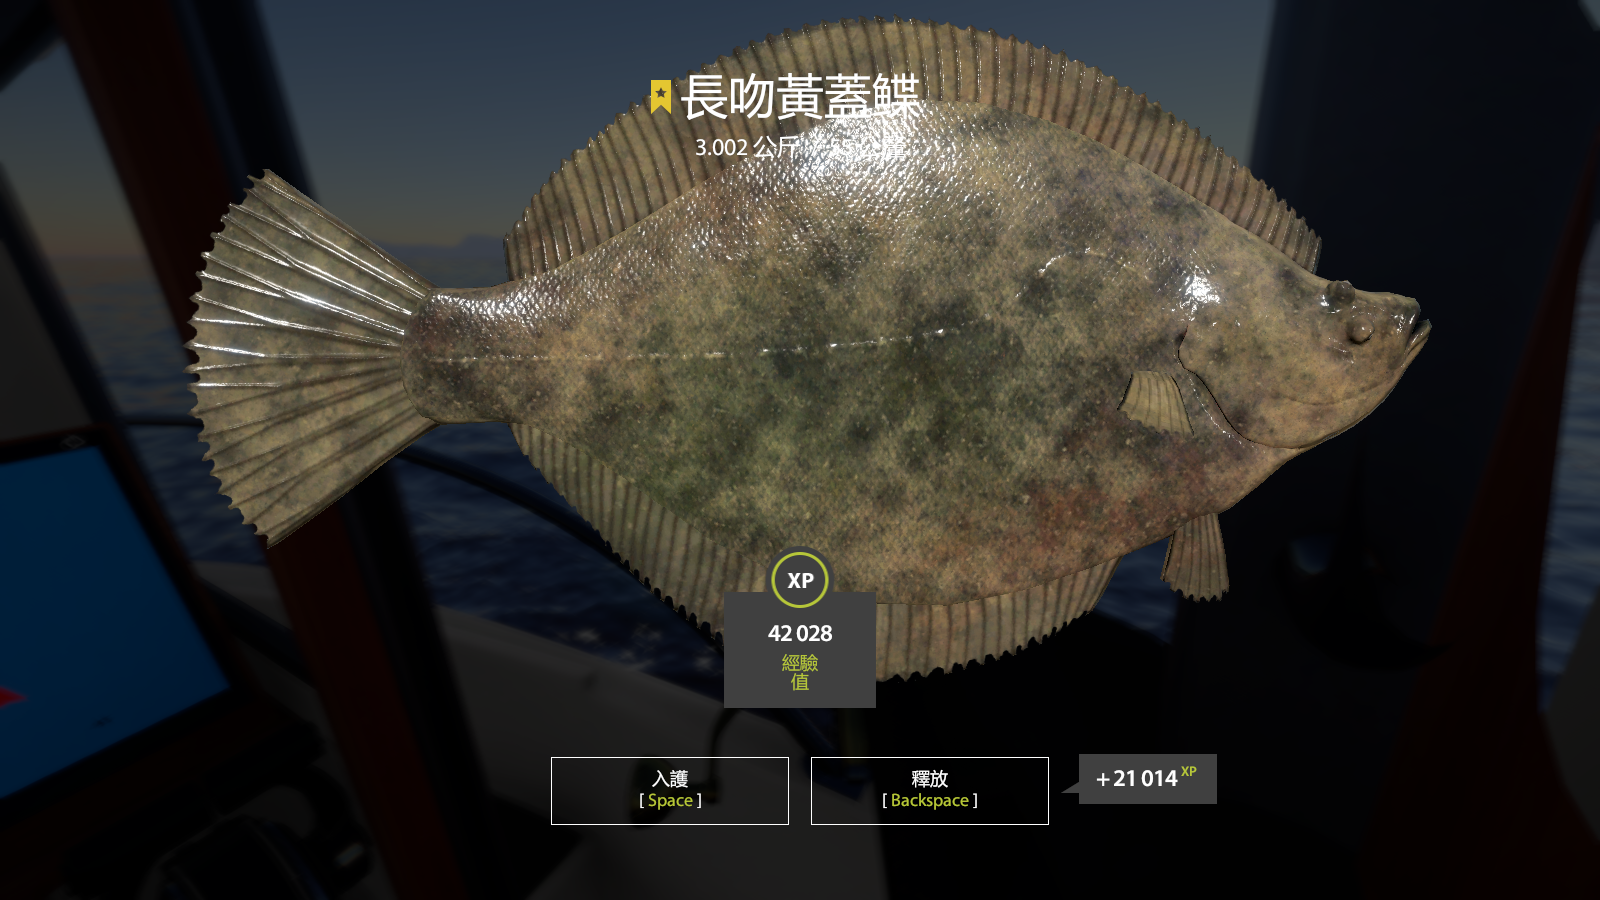 長吻黃蓋鰈
3.002 公斤
XP
42 028
經驗
值
入護
[ Space ]
釋放
[ Backspace ]
+21 014 XP